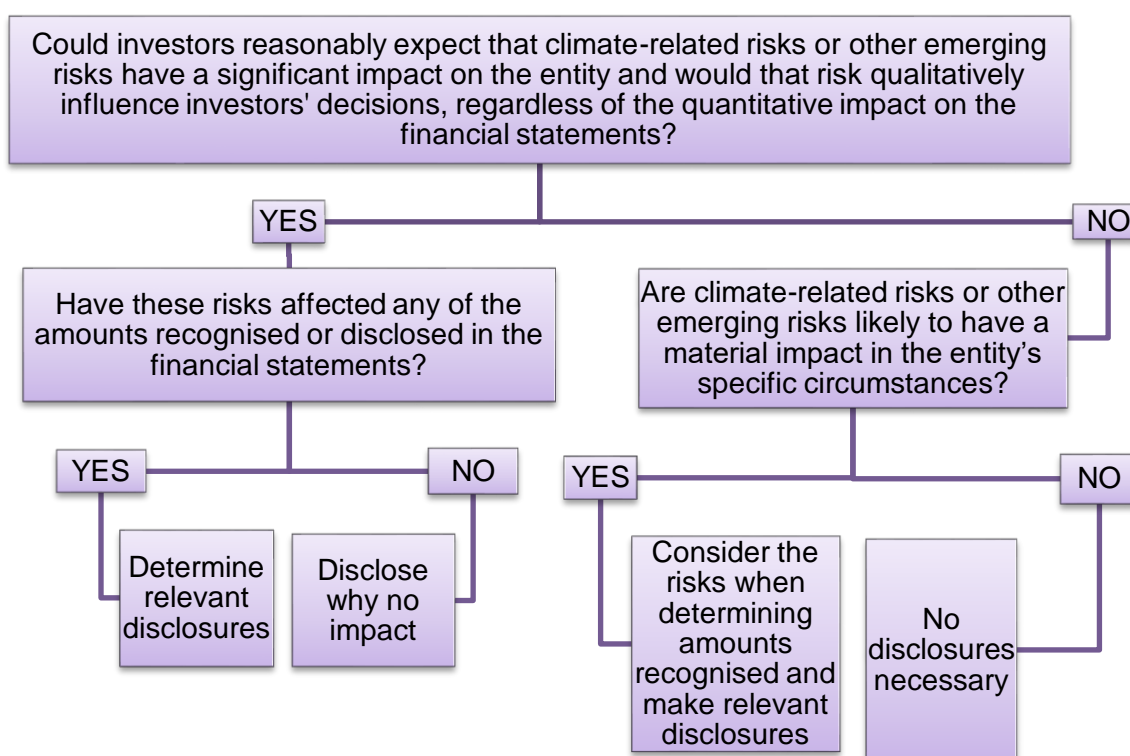 Could investors reasonably expect that climate-related risks or other emerging
risks have a significant impact on the entity and would that risk qualitatively
influence investors' decisions, regardless of the quantitative impact on the
financial statements?
YES
NO
Have these risks affected any of the
amounts recognised or disclosed in the
financial statements?
Are climate-related risks or other
emerging risks likely to have a
material impact in the entity’s
specific circumstances?
YES
NO
YES
NO
Determine
relevant
disclosures
Disclose
why no
impact
Consider the
risks when
determining
amounts
recognised and
make relevant
disclosures
No
disclosures
necessary